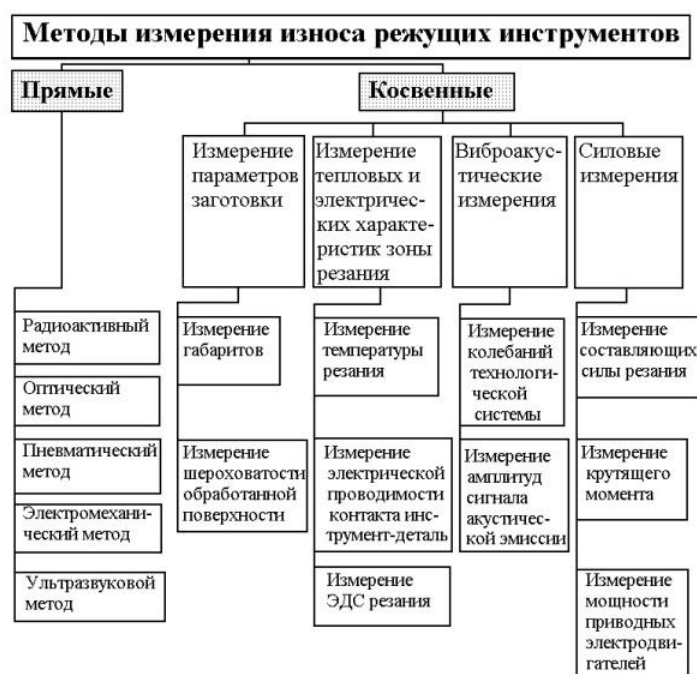 Методы измерения износа режущих инструментов
Прямые
Косвенные
Измерение
параметров
заготовки
Измерение
тепловых и
электричес-
ких характе-
ристик зоны
резания
Виброакус-
тические
измерения
Силовые
измерения
Радиоактивный
метод
Оптический
метод
Пневматический
метод
Электромехани-
ческий метод
Ультразвуковой
метод
Измерение
габаритов
Измерение
шероховатости
обработанной
поверхности
Измерение
температуры
резания
Измерение
электрической
проводимости
контакта инс-
трумент-деталь
Измерение
ЭДС резания
Измерение
колебаний
технологи-
ческой
системы
Измерение
амплитуд
сигнала
акустичес-
кой эмиссии
Измерение
составляющих
силы резания
Измерение
крутящего
момента
Измерение
мощности
приводных
электродви-
гателей